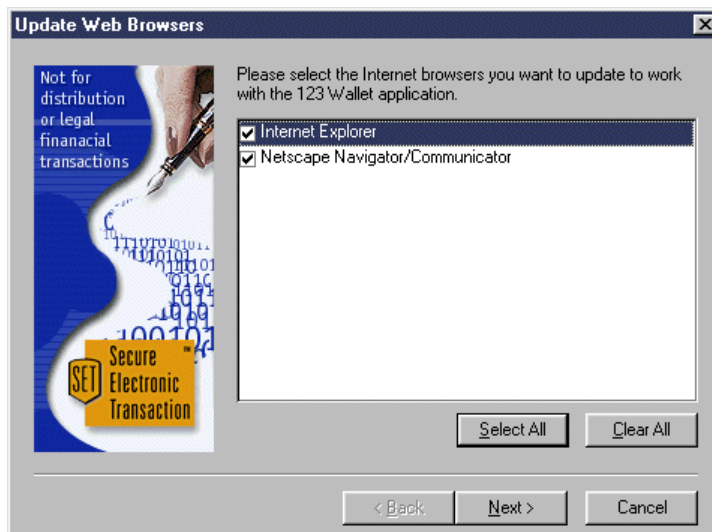 Update Web Browsers
Not for
distribution
or legal
finanacial
transactions
Please select the Internet browsers you want to update to work
with the 123 Wallet application.
Internet Explorer
Netscape Navigator/Communicator
SET
Secure ™
Electronic
Transaction
Select All
Clear All
< Back
Next >
Cancel